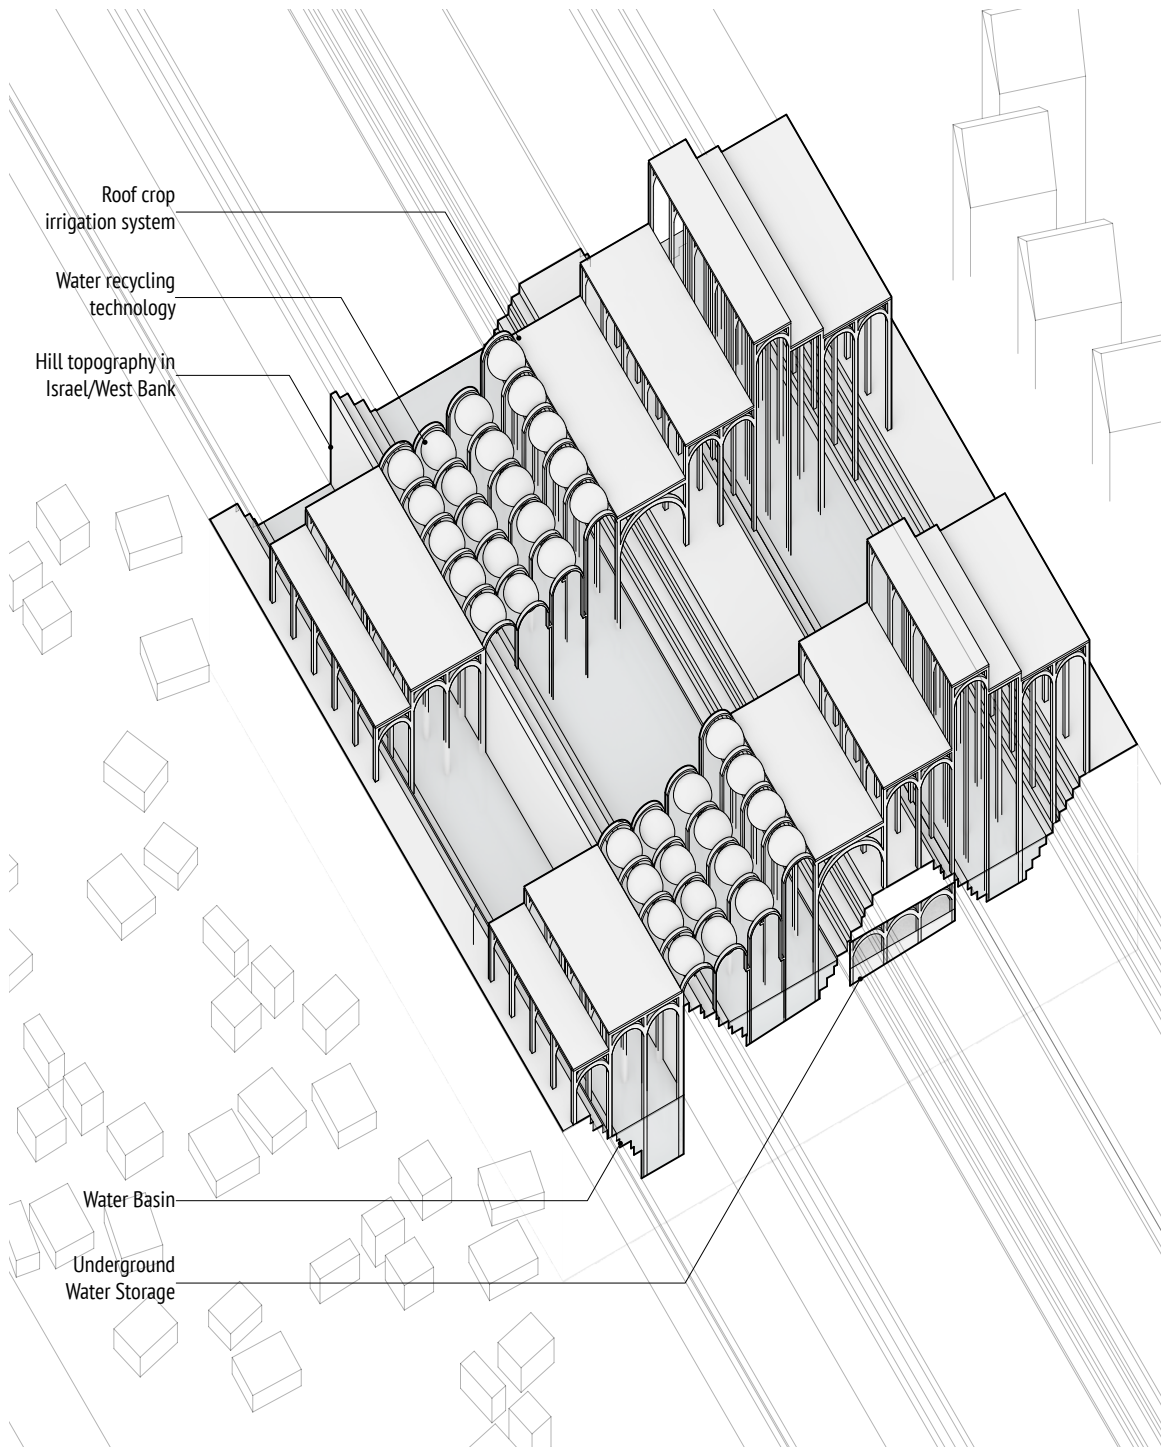 Roof crop
irrigation system
Water recycling
technology
Hill topography in
Israel/West Bank
Water Basin
Underground
Water Storage